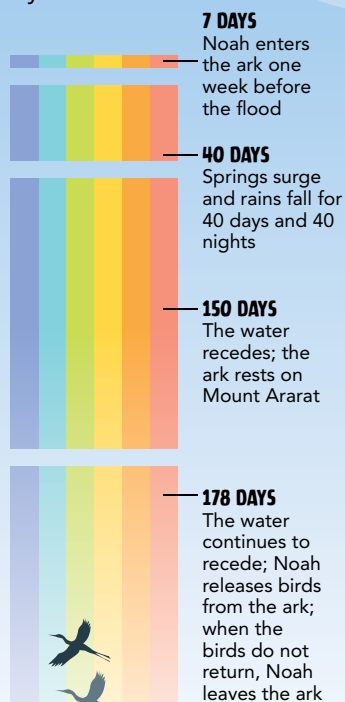 7 DAYS
Noah enters
the ark one
week before
the flood
40 DAYS
Springs surge
and rains fall for
40 days and 40
nights
150 DAYS
The water
recedes; the
ark rests on
Mount Ararat
178 DAYS
The water
continues to
recede; Noah
releases birds
from the ark;
when the
birds do not
return, Noah
leaves the ark